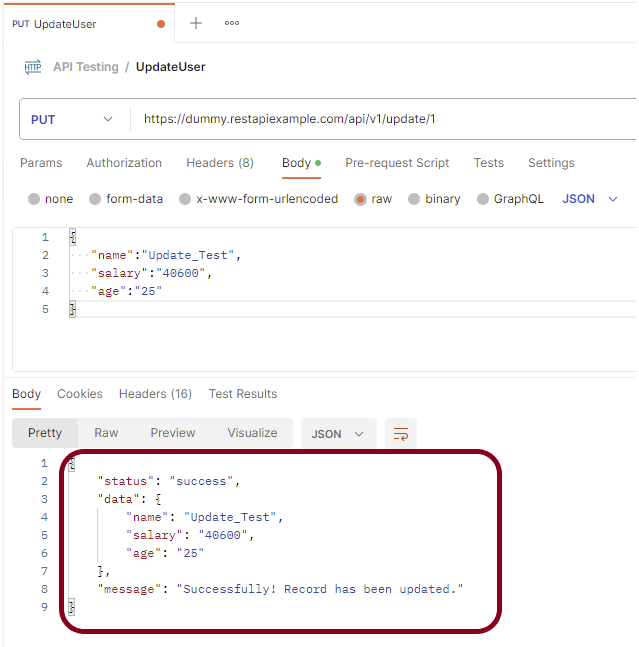 PUT UpdateUser
HTTP API Testing / UpdateUser
PUT https://dummy.restapiexample.com/api/v1/update/1
Params Authorization Headers (8) Body Pre-request Script Tests Settings
none form-data x-www-form-urlencoded raw binary GraphQL JSON
1 {
2 "name":"Update_Test",
3 "salary":"40600",
4 "age":"25"
5 }
Body Cookies Headers (16) Test Results
Pretty Raw Preview Visualize JSON
1 {
2 "status": "success",
3 "data": {
4 "name": "Update_Test",
5 "salary": "40600",
6 "age": "25"
7 },
8 "message": "Successfully! Record has been updated."
9 }